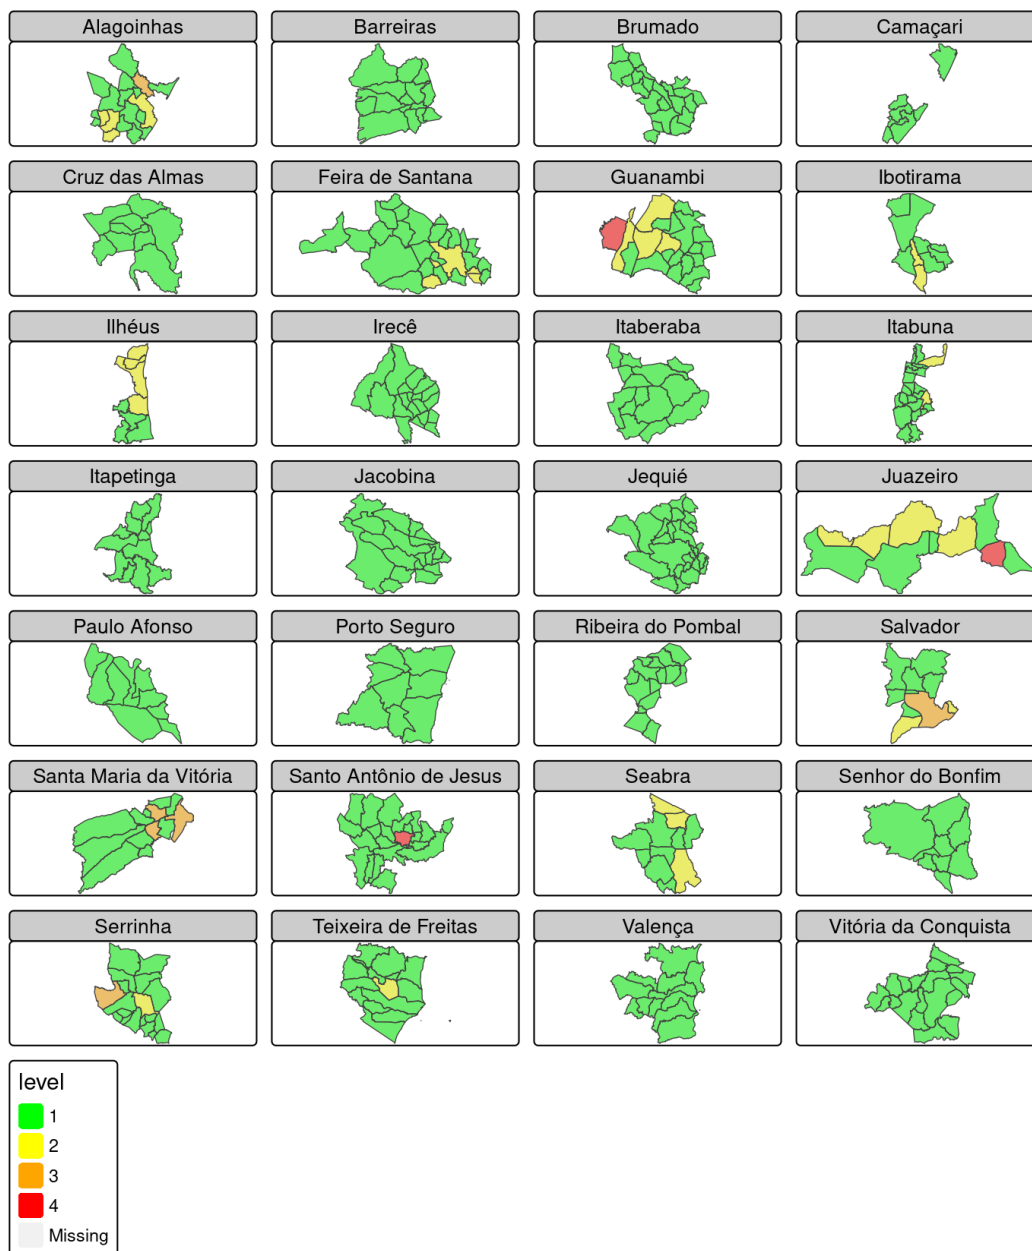 Alagoinhas
Barreiras
Brumado
Camaçari
Cruz das Almas
Feira de Santana
Guanambi
Ibotirama
Ilhéus
Irecê
Itaberaba
Itabuna
Itapetinga
Jacobina
Jequié
Juazeiro
Paulo Afonso
Porto Seguro
Ribeira do Pombal
Salvador
Santa Maria da Vitória
Santo Antônio de Jesus
Seabra
Senhor do Bonfim
Serrinha
Teixeira de Freitas
Valença
Vitória da Conquista
level
1
2
3
4
Missing